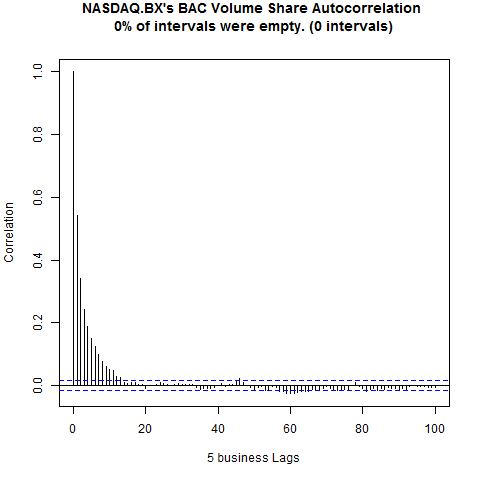 NASDAQ.BX's BAC Volume Share Autocorrelation
0% of intervals were empty. (0 intervals)
1.0
0.8
0.6
0.4
0.2
0.0
Correlation
0 20 40 60 80 100
5 business Lags